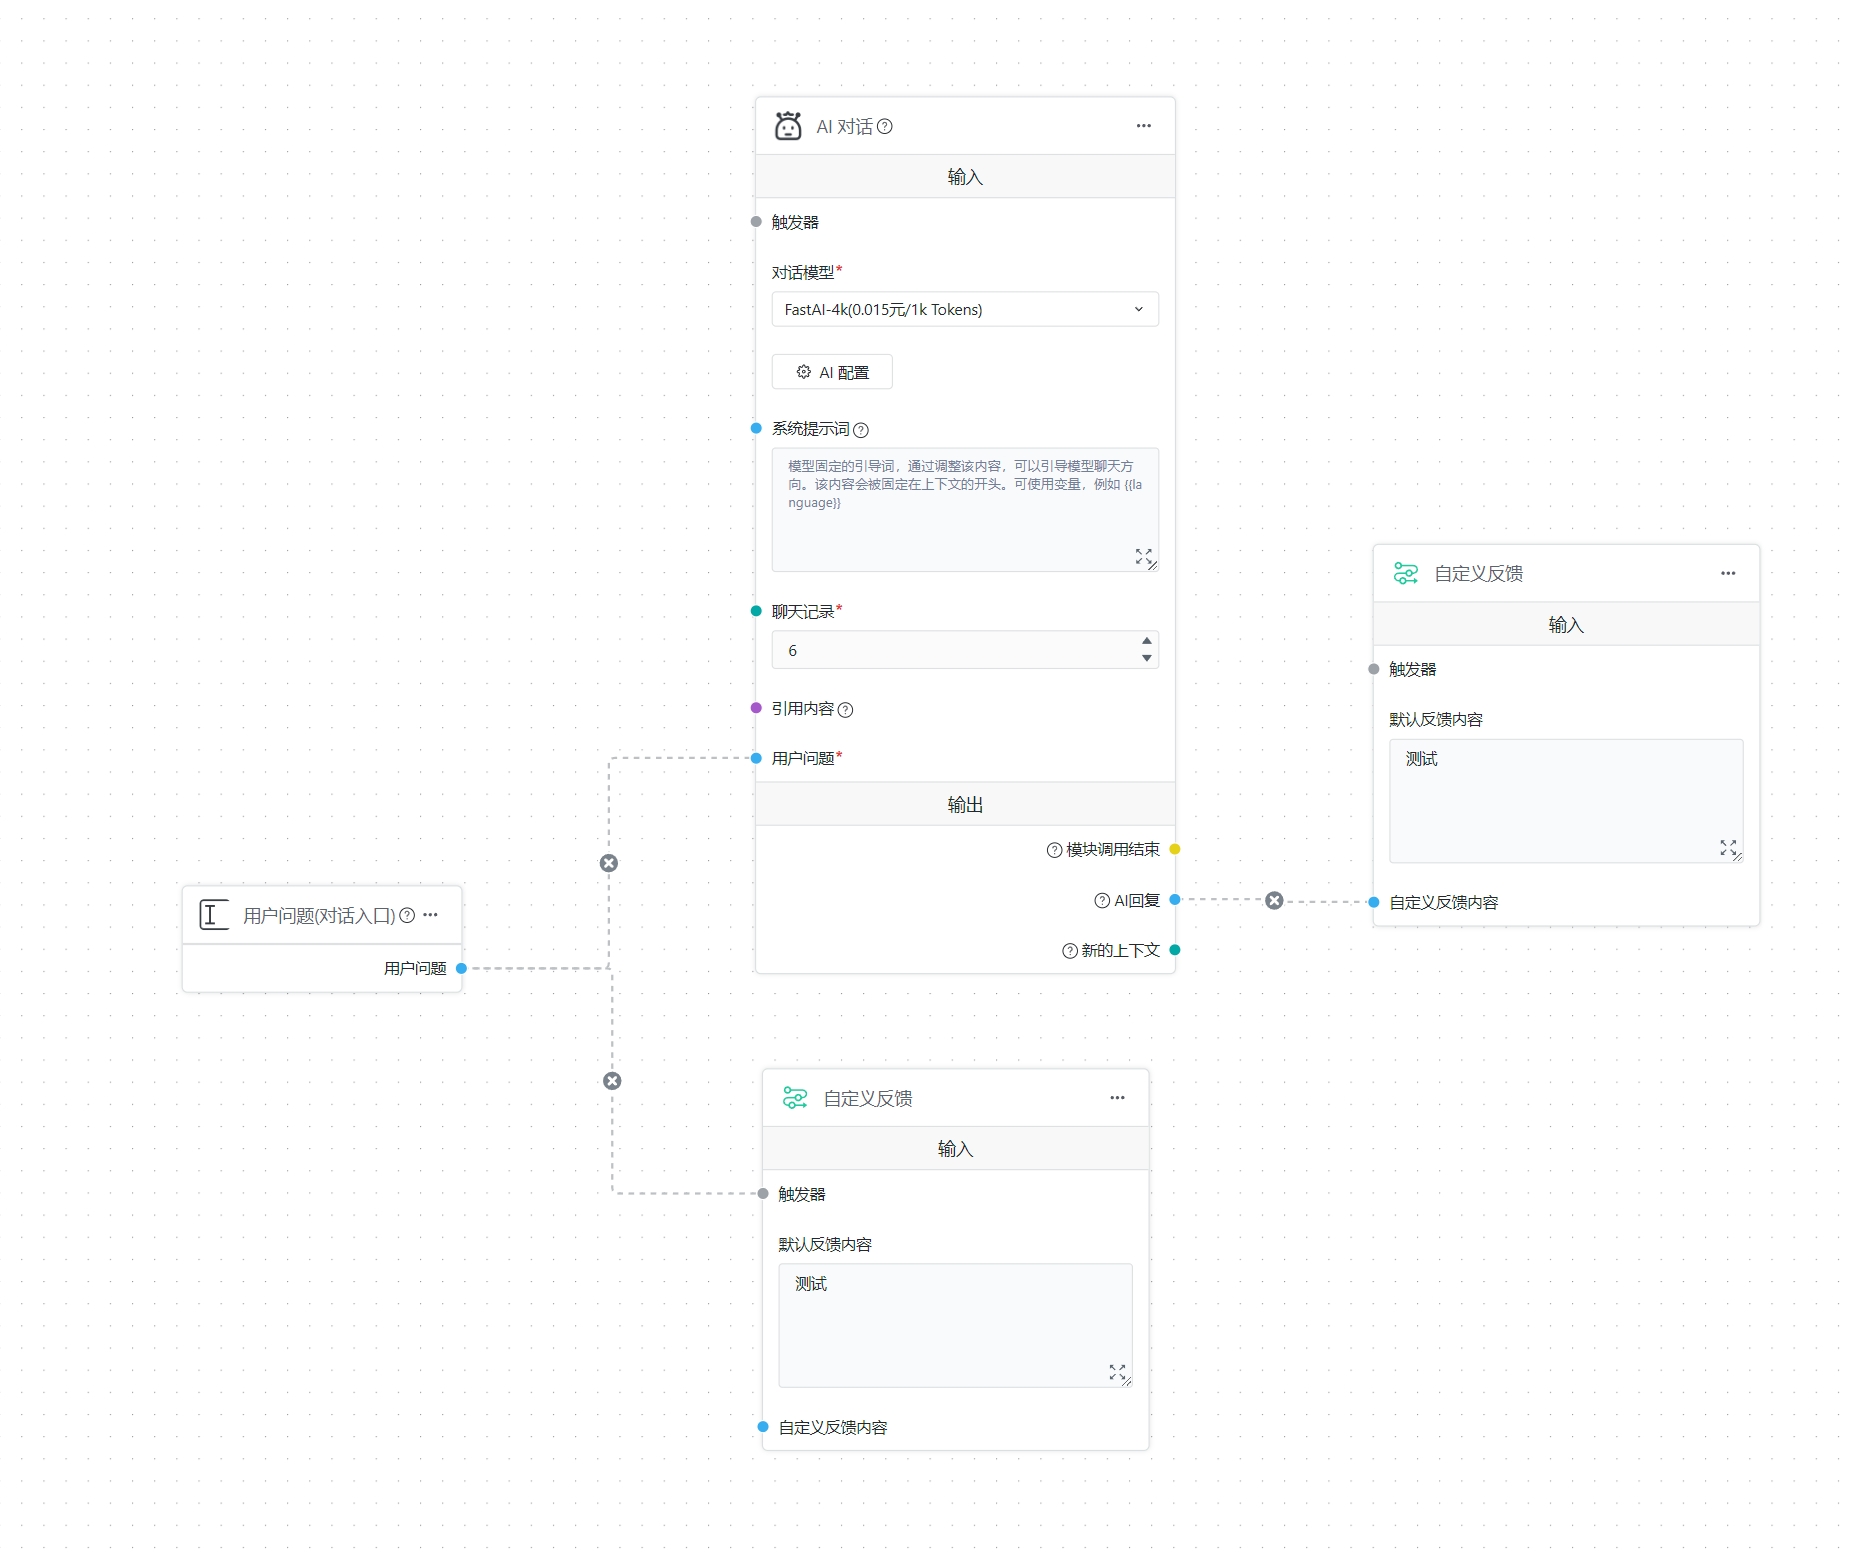 AI 对话
输入
触发器
对话模型*
FastAI-4k(0.015元/1k Tokens)
AI 配置
系统提示词
模型固定的引导词，通过调整该内容，可以引导模型聊天方
向。该内容会被固定在上下文的开头。可使用变量，例如 {{la
nguage}}
聊天记录*
6
引用内容
用户问题*
输出
模块调用结束
AI回复
新的上下文
用户问题(对话入口)
用户问题
自定义反馈
输入
触发器
默认反馈内容
测试
自定义反馈内容
自定义反馈
输入
触发器
默认反馈内容
测试
自定义反馈内容